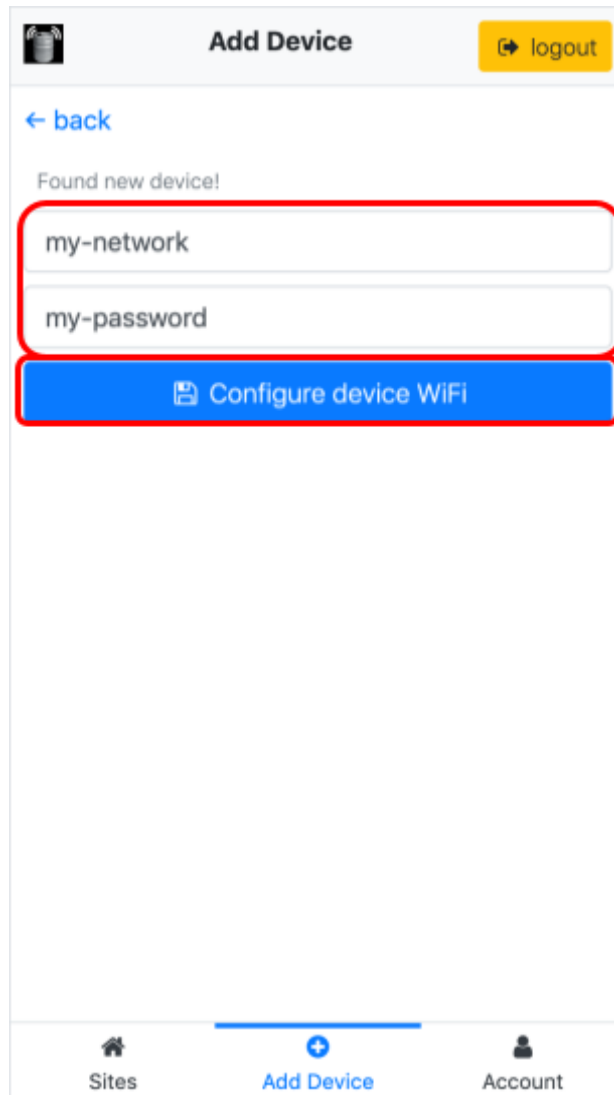 Add Device
logout
← back
Found new device!
my-network
my-password
Configure device WiFi
Sites
Add Device
Account